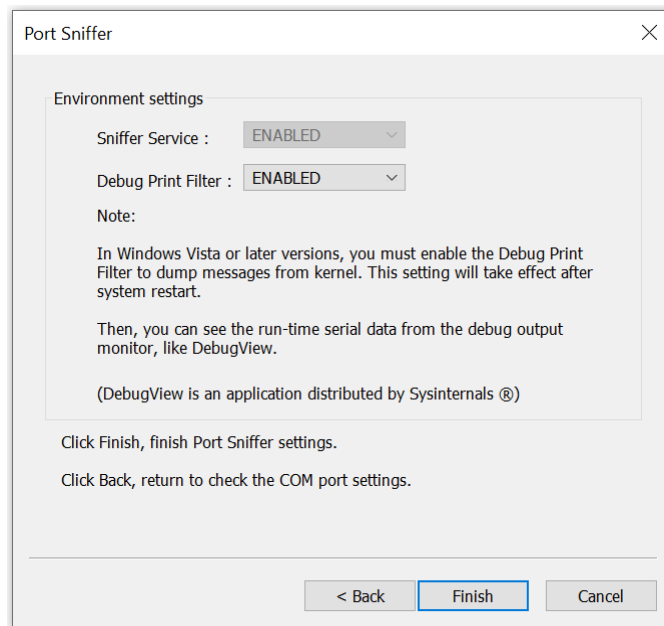 Port Sniffer
Environment settings
Sniffer Service : ENABLED
Debug Print Filter : ENABLED
Note:
In Windows Vista or later versions, you must enable the Debug Print
Filter to dump messages from kernel. This setting will take effect after
system restart.
Then, you can see the run-time serial data from the debug output
monitor, like DebugView.
(DebugView is an application distributed by Sysinternals ®)
Click Finish, finish Port Sniffer settings.
Click Back, return to check the COM port settings.
< Back Finish Cancel